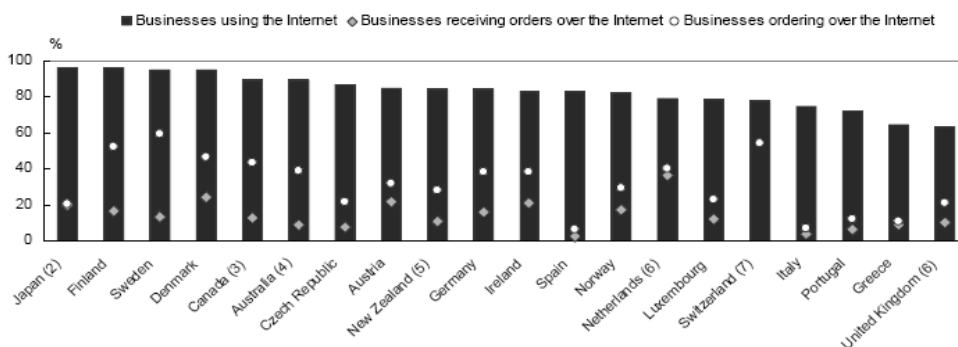 Businesses using the Internet Businesses receiving orders over the Internet Businesses ordering over the Internet
%
100
80
60
40
20
0
Japan (2)
Finland
Sweden
Denmark
Canada (3)
Australia (4)
Czech Republic
Austria
New Zealand (5)
Germany
Ireland
Spain
Norway
Netherlands (6)
Luxembourg
Switzerland (7)
Italy
Portugal
Greece
United Kingdom (6)